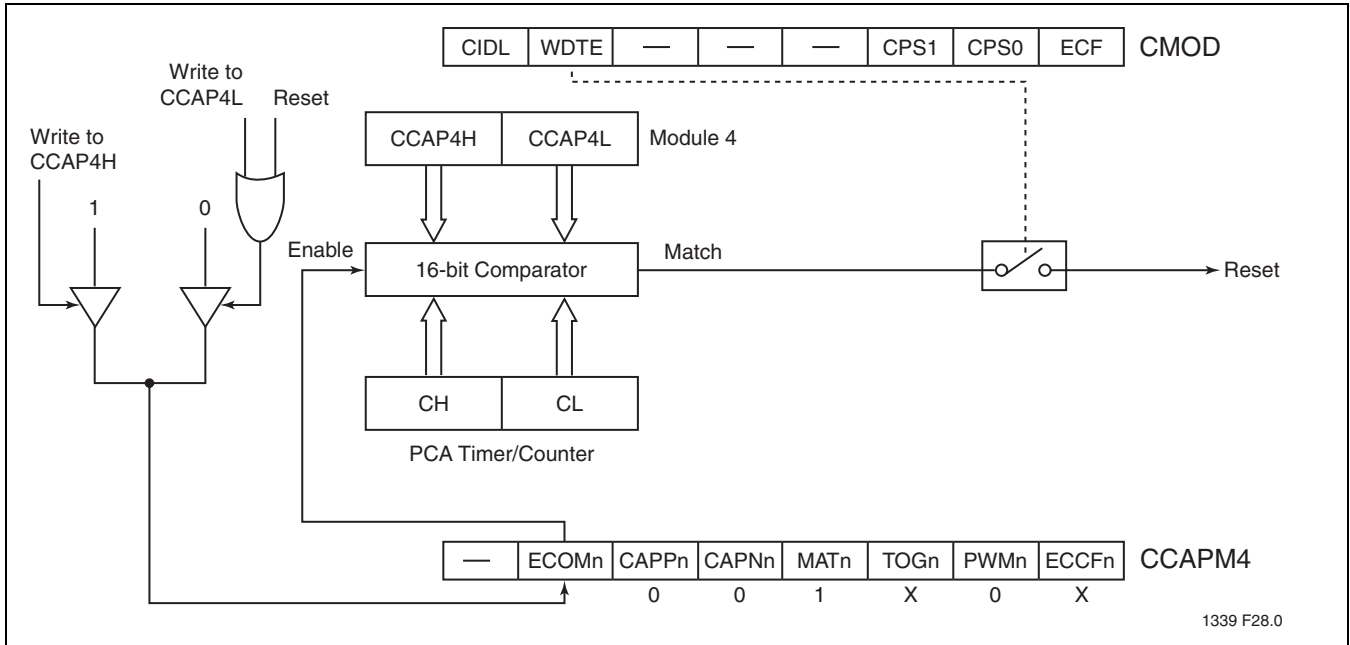 CIDL WDTE — — — CPS1 CPS0 ECF CMOD
Write to
CCAP4L Reset
Write to
CCAP4H
CCAP4H CCAP4L Module 4
1 0
Enable 16-bit Comparator Match Reset
CH CL
PCA Timer/Counter
— ECOMn CAPPn CAPNn MATn TOGn PWMn ECCFn CCAPM4
0 0 1 X 0 X
1339 F28.0